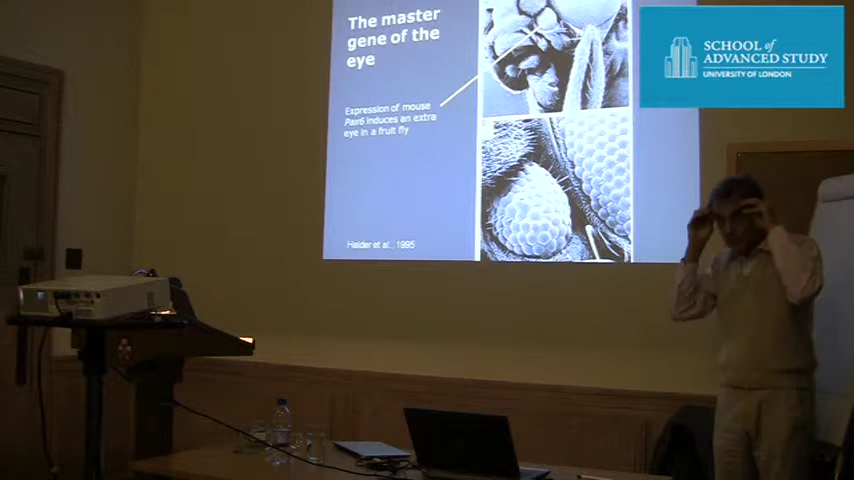 The master
gene of the
eye
Expression of mouse
Pax6 induces an extra
eye in a fruit fly
Halder et al., 1995
SCHOOL of
ADVANCED STUDY
UNIVERSITY OF LONDON